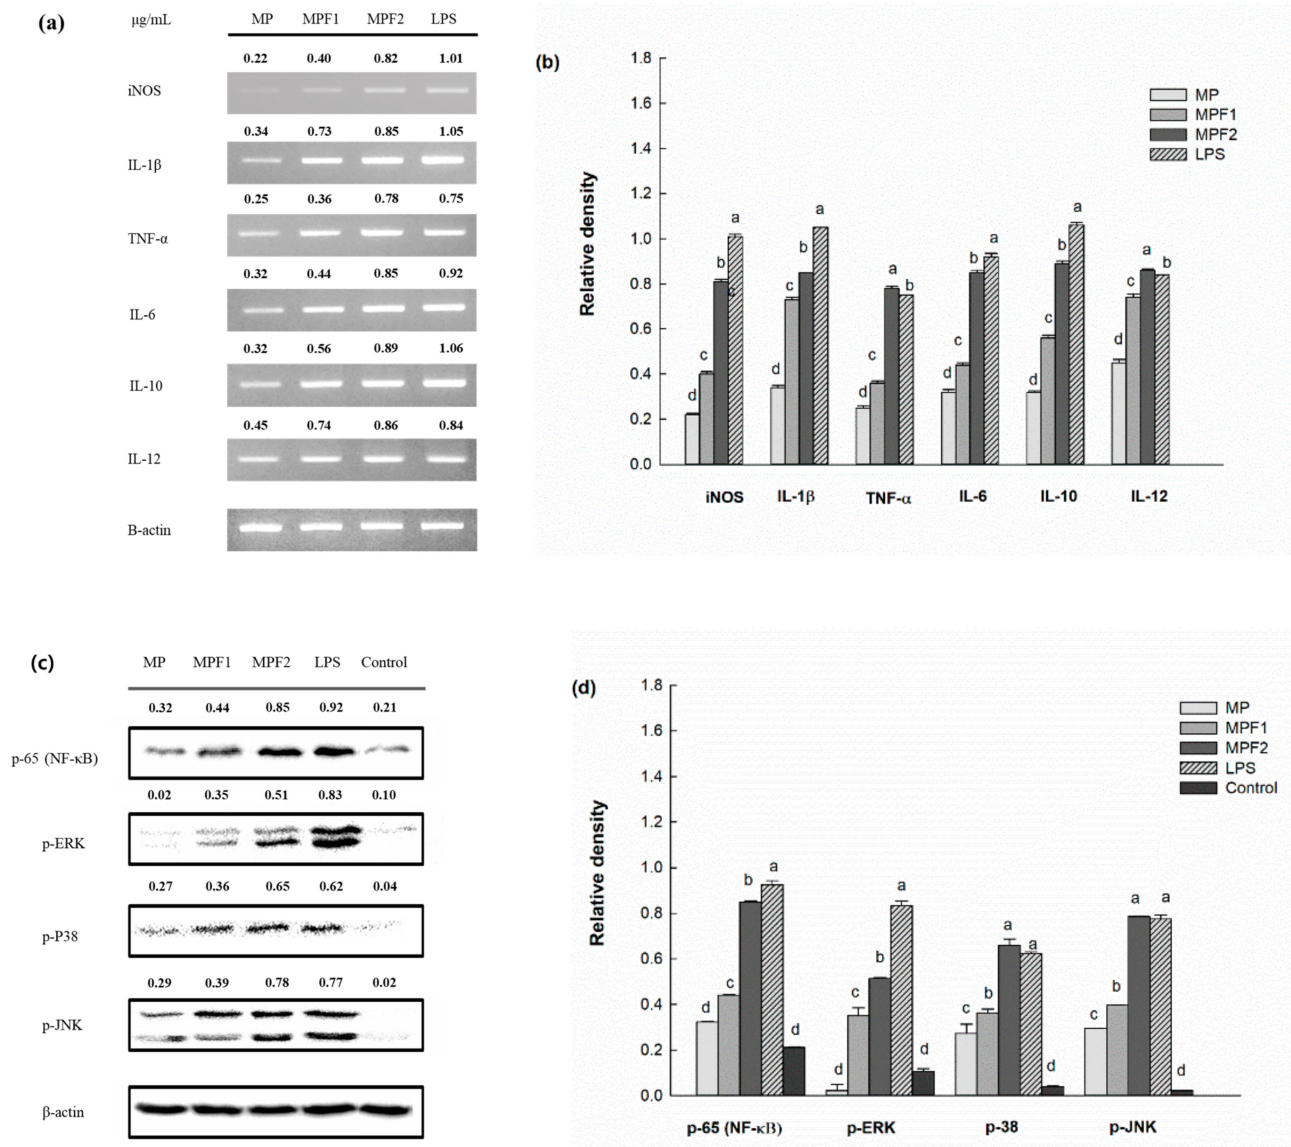 (a)
μg/mL MP MPF1 MPF2 LPS
0.22 0.40 0.82 1.01
iNOS
0.34 0.73 0.85 1.05
IL-1β
0.25 0.36 0.78 0.75
TNF-α
0.32 0.44 0.85 0.92
IL-6
0.32 0.56 0.89 1.06
IL-10
0.45 0.74 0.86 0.84
IL-12
B-actin
(b)
1.8
1.6
1.4
1.2
1.0
0.8
0.6
0.4
0.2
0.0
Relative density
MP
MPF1
MPF2
LPS
d c b c a
d c b a
d c a b
d c b a
d c b a
d c a b
iNOS IL-1β TNF-α IL-6 IL-10 IL-12
(c)
MP MPF1 MPF2 LPS Control
0.32 0.44 0.85 0.92 0.21
p-65 (NF-κB)
0.02 0.35 0.51 0.83 0.10
p-ERK
0.27 0.36 0.65 0.62 0.04
p-P38
0.29 0.39 0.78 0.77 0.02
p-JNK
β-actin
(d)
1.8
1.6
1.4
1.2
1.0
0.8
0.6
0.4
0.2
0.0
Relative density
MP
MPF1
MPF2
LPS
Control
d c b a d
d c b a d
c b a a d
c b a a d
p-65 (NF-κB) p-ERK p-38 p-JNK